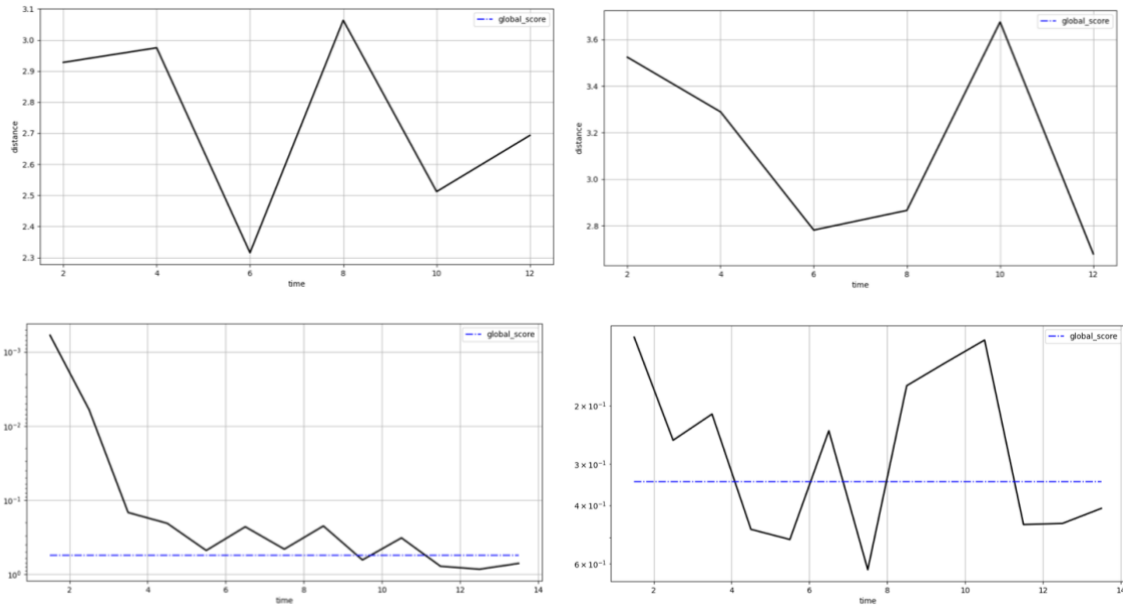 3.1
3.0
2.9
2.8
2.7
2.6
2.5
2.4
2.3
distance
2 4 6 8 10 12
time
global_score
3.6
3.4
3.2
3.0
2.8
distance
2 4 6 8 10 12
time
global_score
10⁻³
10⁻²
10⁻¹
10⁰
2 4 6 8 10 12 14
time
global_score
2 × 10⁻¹
3 × 10⁻¹
4 × 10⁻¹
6 × 10⁻¹
2 4 6 8 10 12 14
time
global_score